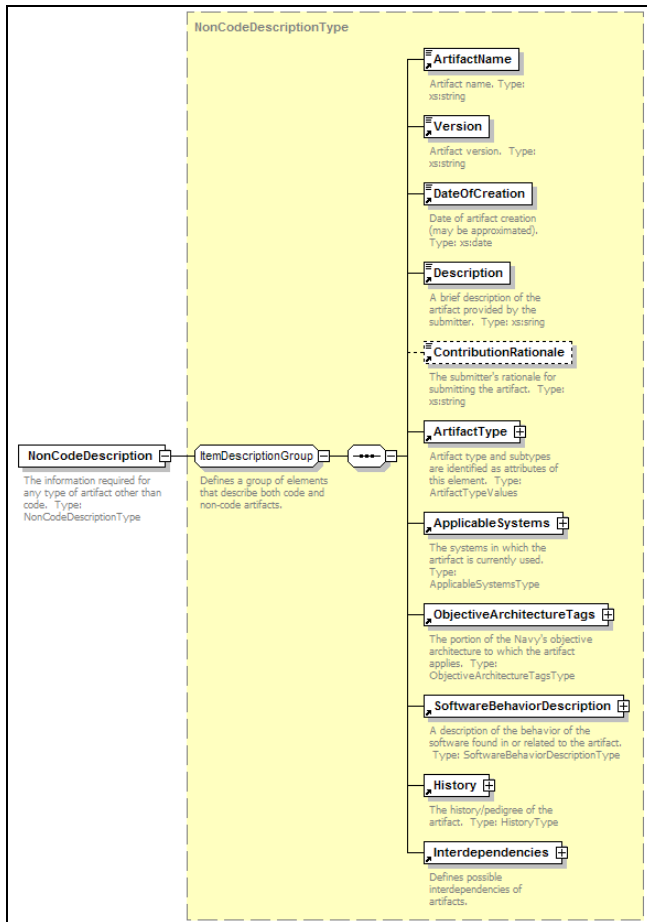 NonCodeDescriptionType
ArtifactName
Artifact name. Type:
xs:string
Version
Artifact version. Type:
xs:string
DateOfCreation
Date of artifact creation
(may be approximated).
Type: xs:date
Description
A brief description of the
artifact provided by the
submitter. Type: xs:sring
ContributionRationale
The submitter's rationale for
submitting the artifact. Type:
xs:string
NonCodeDescription
The information required for
any type of artifact other than
code. Type:
NonCodeDescriptionType
ItemDescriptionGroup
Defines a group of elements
that describe both code and
non-code artifacts.
ArtifactType
Artifact type and subtypes
are identified as attributes of
this element. Type:
ArtifactTypeValues
ApplicableSystems
The systems in which the
artirfact is currently used.
Type:
ApplicableSystemsType
ObjectiveArchitectureTags
The portion of the Navy's objective
architecture to which the artifact
applies. Type:
ObjectiveArchitectureTagsType
SoftwareBehaviorDescription
A description of the behavior of the
software found in or related to the artifact.
Type: SoftwareBehaviorDescriptionType
History
The history/pedigree of the
artifact. Type: HistoryType
Interdependencies
Defines possible
interdependencies of
artifacts.